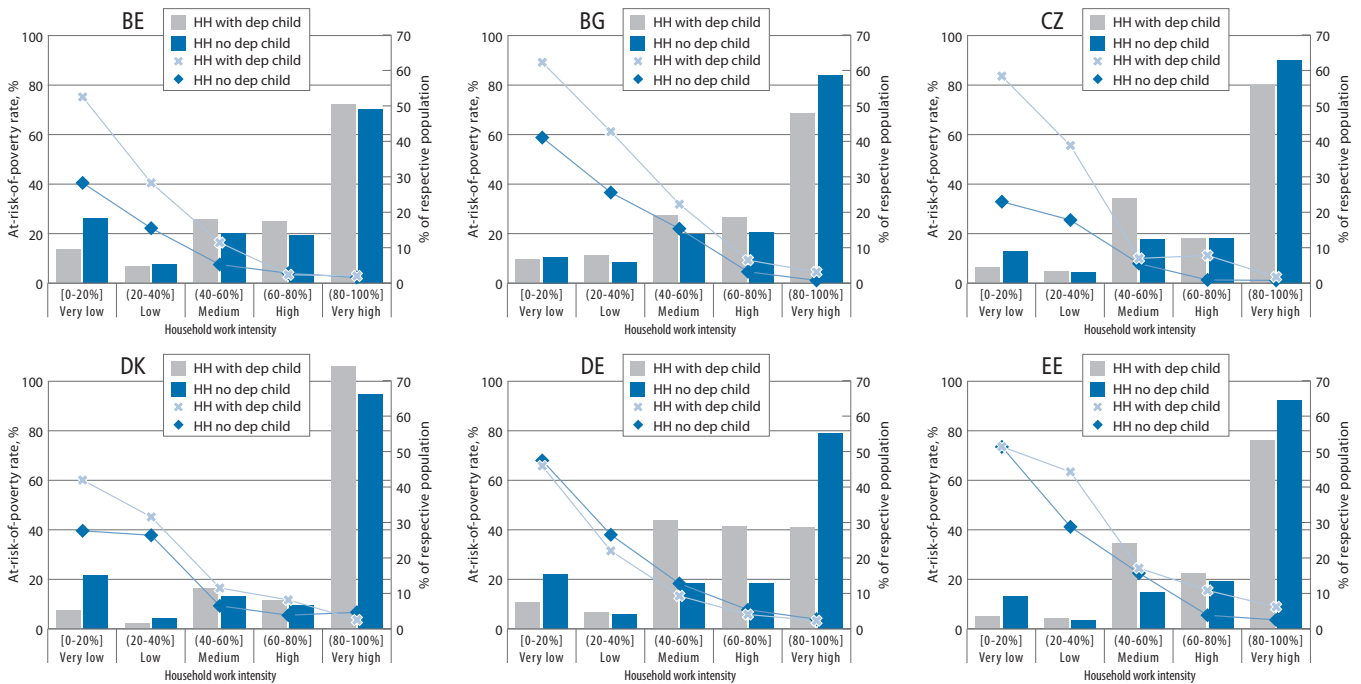 BE
HH with dep child
HH no dep child
HH with dep child
HH no dep child
At-risk-of-poverty rate, %
100
80
60
40
20
0
70
60
50
40
30
20
10
0
% of respective population
[0-20%] (20-40%] (40-60%] (60-80%] (80-100%]
Very low Low Medium High Very high
Household work intensity
BG
HH with dep child
HH no dep child
HH with dep child
HH no dep child
At-risk-of-poverty rate, %
100
80
60
40
20
0
70
60
50
40
30
20
10
0
% of respective population
[0-20%] (20-40%] (40-60%] (60-80%] (80-100%]
Very low Low Medium High Very high
Household work intensity
CZ
HH with dep child
HH no dep child
HH with dep child
HH no dep child
At-risk-of-poverty rate, %
100
80
60
40
20
0
70
60
50
40
30
20
10
0
% of respective population
[0-20%] (20-40%] (40-60%] (60-80%] (80-100%]
Very low Low Medium High Very high
Household work intensity
DK
HH with dep child
HH no dep child
HH with dep child
HH no dep child
At-risk-of-poverty rate, %
100
80
60
40
20
0
70
60
50
40
30
20
10
0
% of respective population
[0-20%] (20-40%] (40-60%] (60-80%] (80-100%]
Very low Low Medium High Very high
Household work intensity
DE
HH with dep child
HH no dep child
HH with dep child
HH no dep child
At-risk-of-poverty rate, %
100
80
60
40
20
0
70
60
50
40
30
20
10
0
% of respective population
[0-20%] (20-40%] (40-60%] (60-80%] (80-100%]
Very low Low Medium High Very high
Household work intensity
EE
HH with dep child
HH no dep child
HH with dep child
HH no dep child
At-risk-of-poverty rate, %
100
80
60
40
20
0
70
60
50
40
30
20
10
0
% of respective population
[0-20%] (20-40%] (40-60%] (60-80%] (80-100%]
Very low Low Medium High Very high
Household work intensity